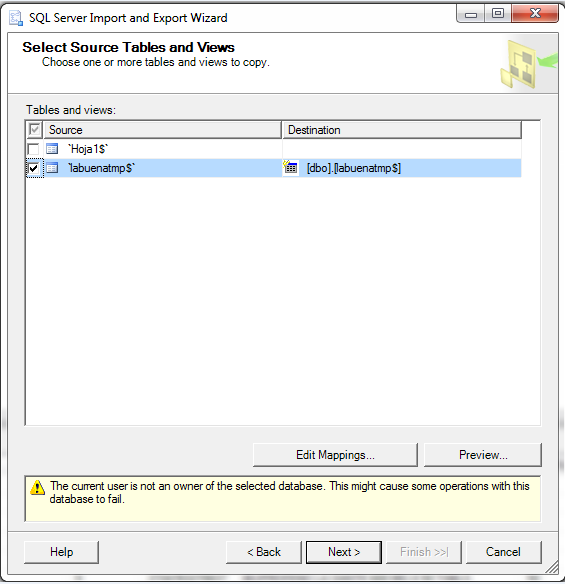 SQL Server Import and Export Wizard
Select Source Tables and Views
Choose one or more tables and views to copy.
Tables and views:
Source Destination
`Hoja1$`
`labuenatmp$` [dbo].[labuenatmp$]
Edit Mappings... Preview...
The current user is not an owner of the selected database. This might cause some operations with this
database to fail.
Help < Back Next > Finish >>| Cancel